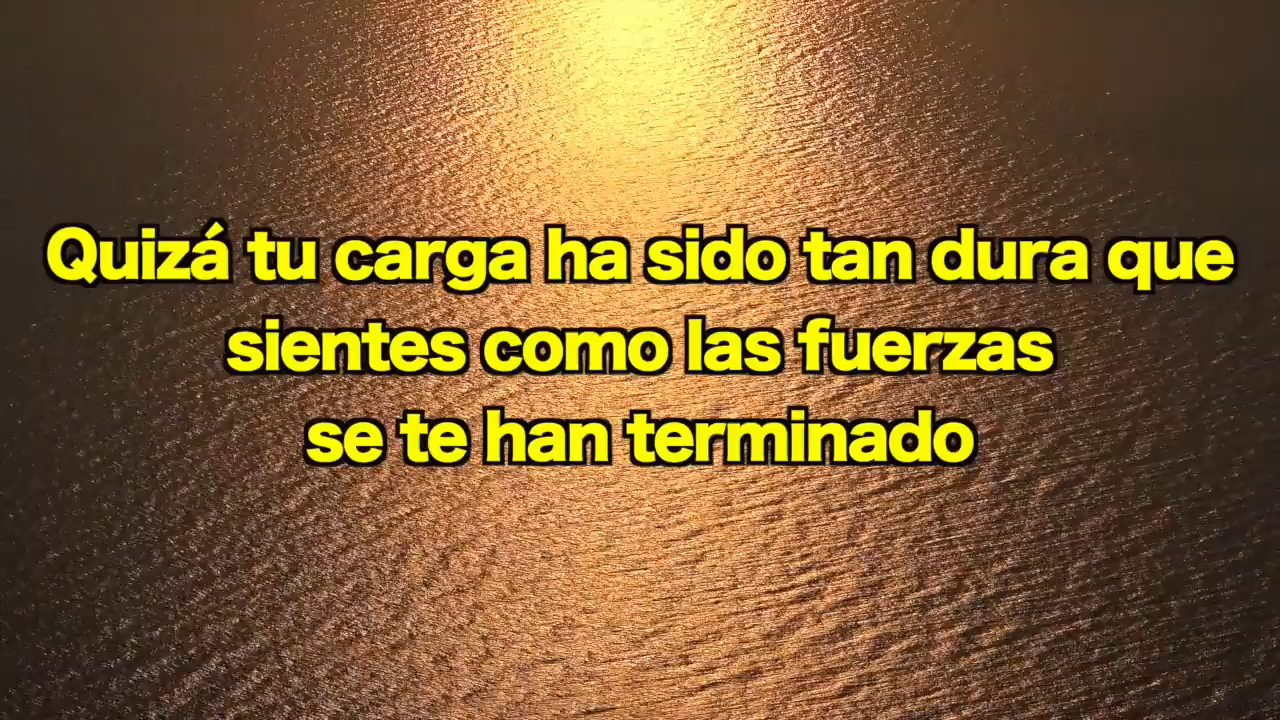 Quizá tu carga ha sido tan dura que
sientes como las fuerzas
se te han terminado